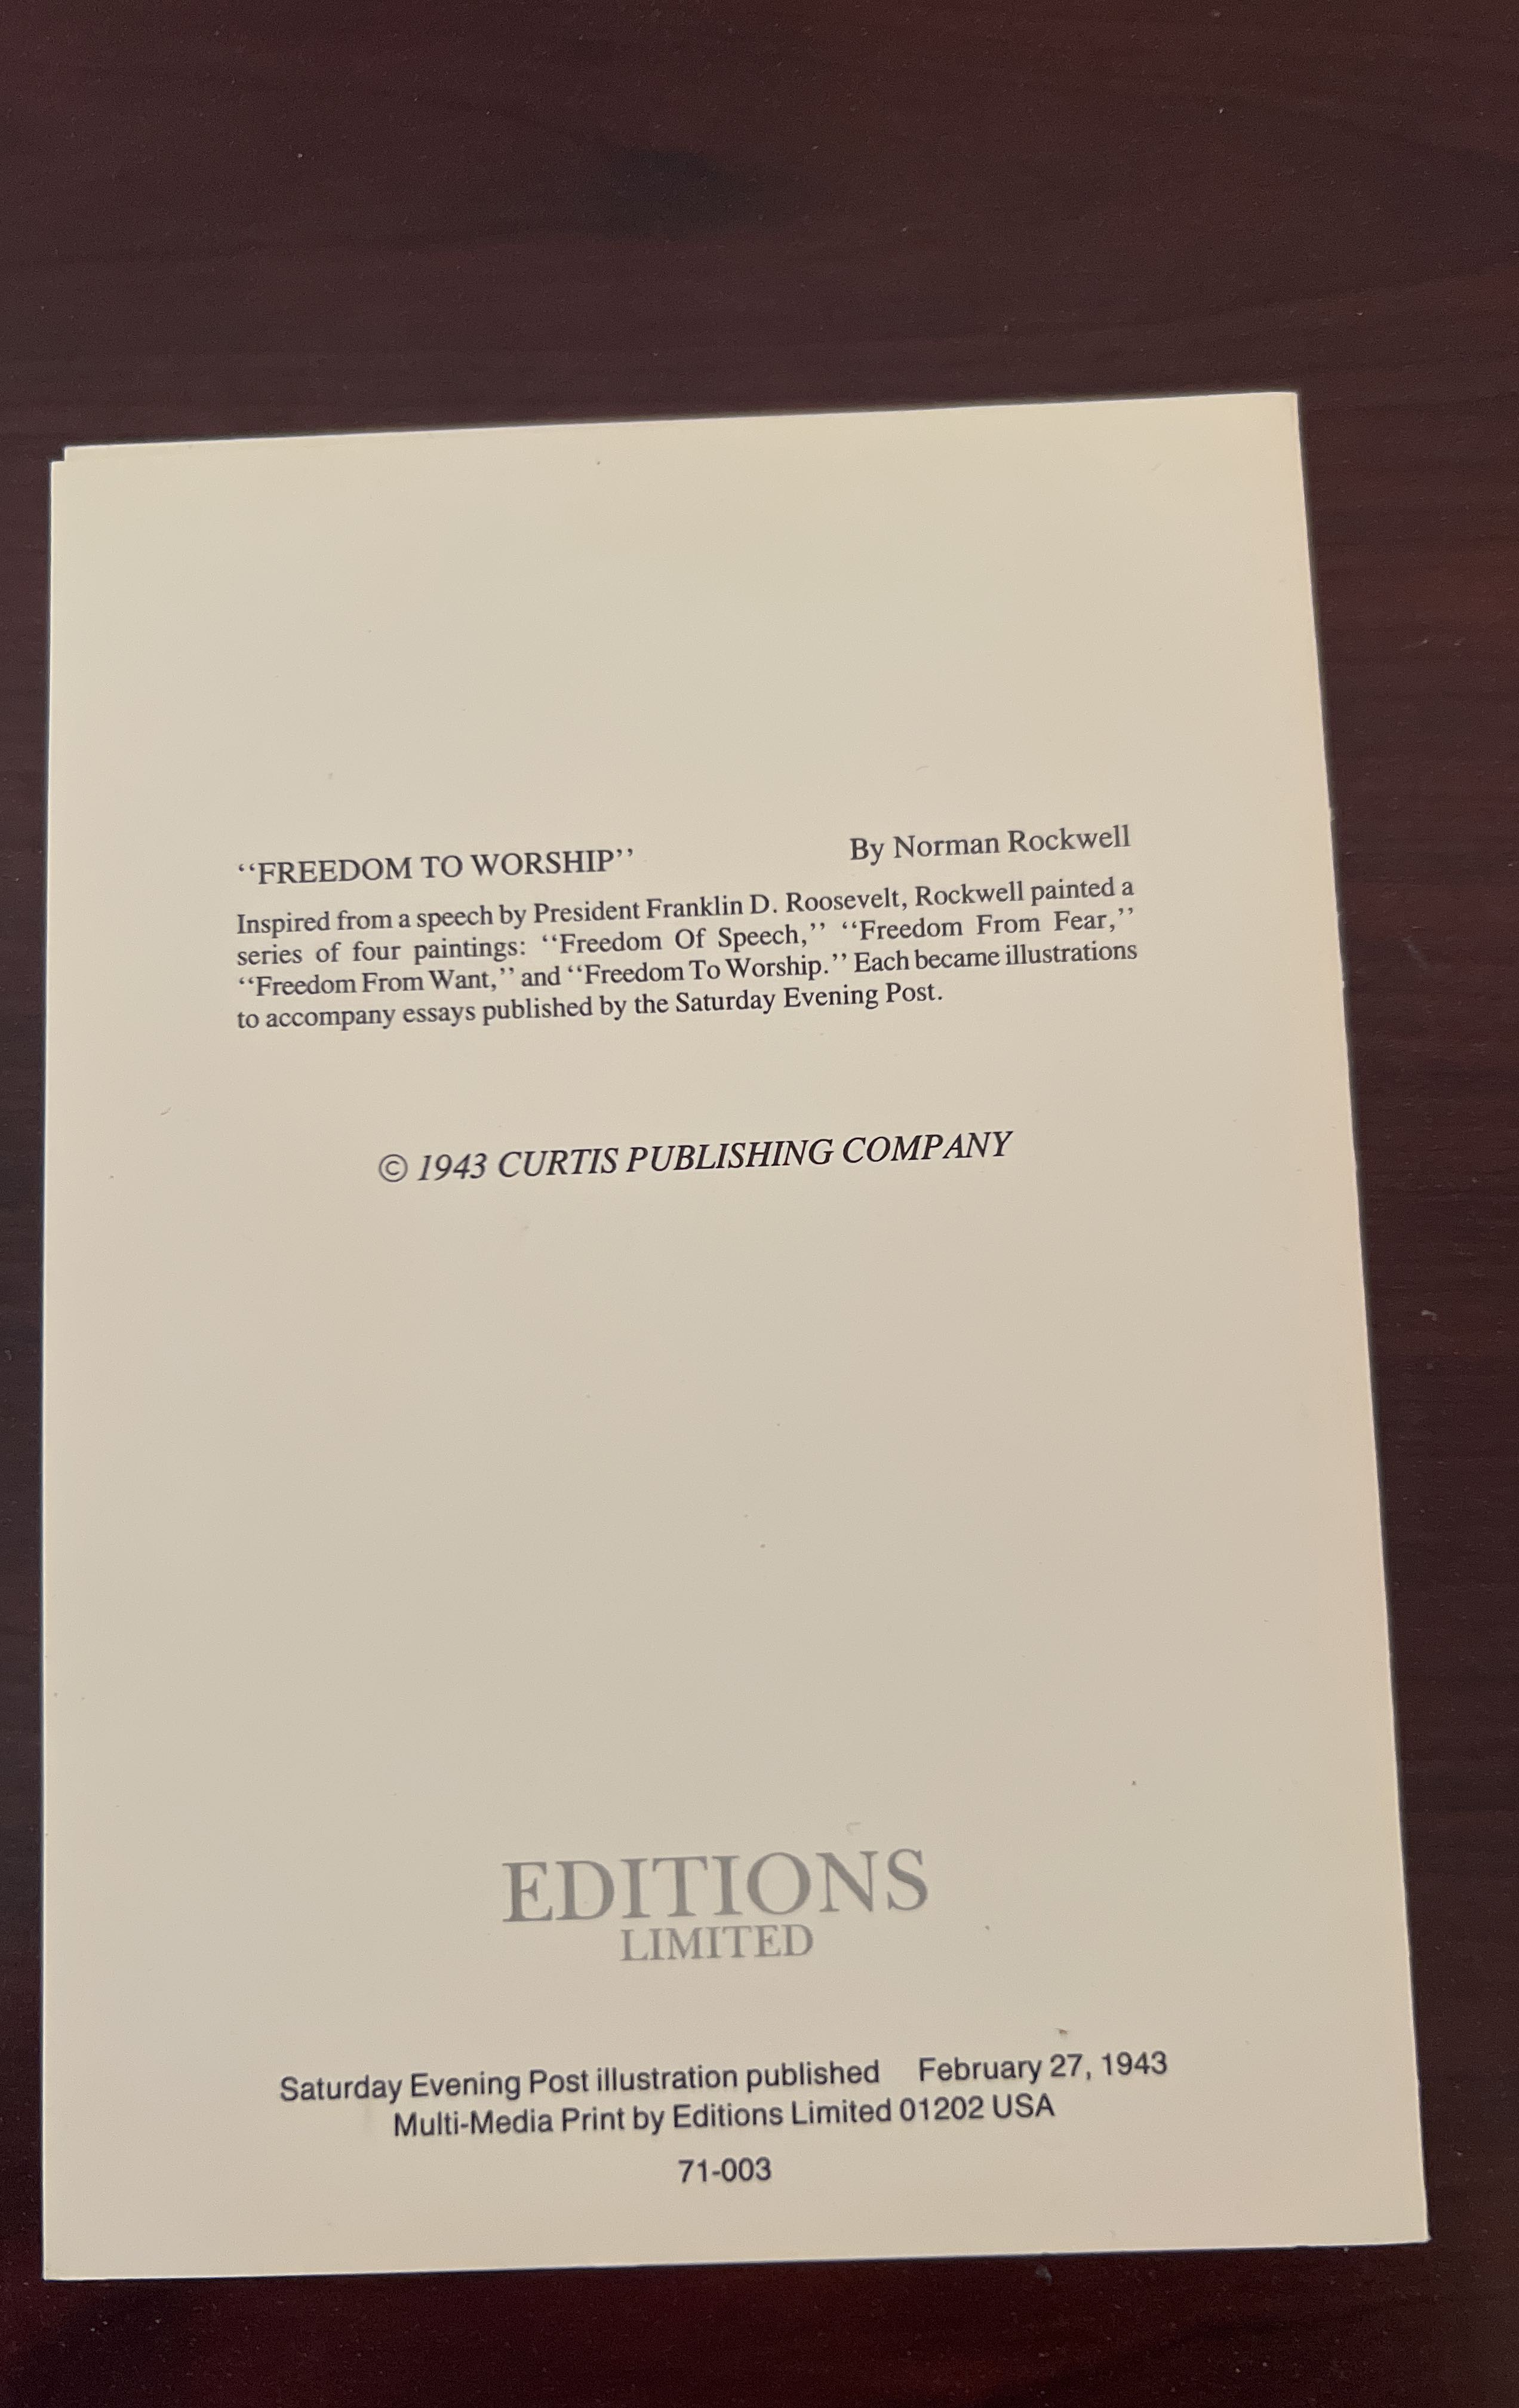 ‘‘FREEDOM TO WORSHIP’’ By Norman Rockwell
Inspired from a speech by President Franklin D. Roosevelt, Rockwell painted a
series of four paintings: ‘‘Freedom Of Speech,’’ ‘‘Freedom From Fear,’’
‘‘Freedom From Want,’’ and ‘‘Freedom To Worship.’’ Each became illustrations
to accompany essays published by the Saturday Evening Post.
© 1943 CURTIS PUBLISHING COMPANY
EDITIONS
LIMITED
Saturday Evening Post illustration published February 27, 1943
Multi-Media Print by Editions Limited 01202 USA
71-003